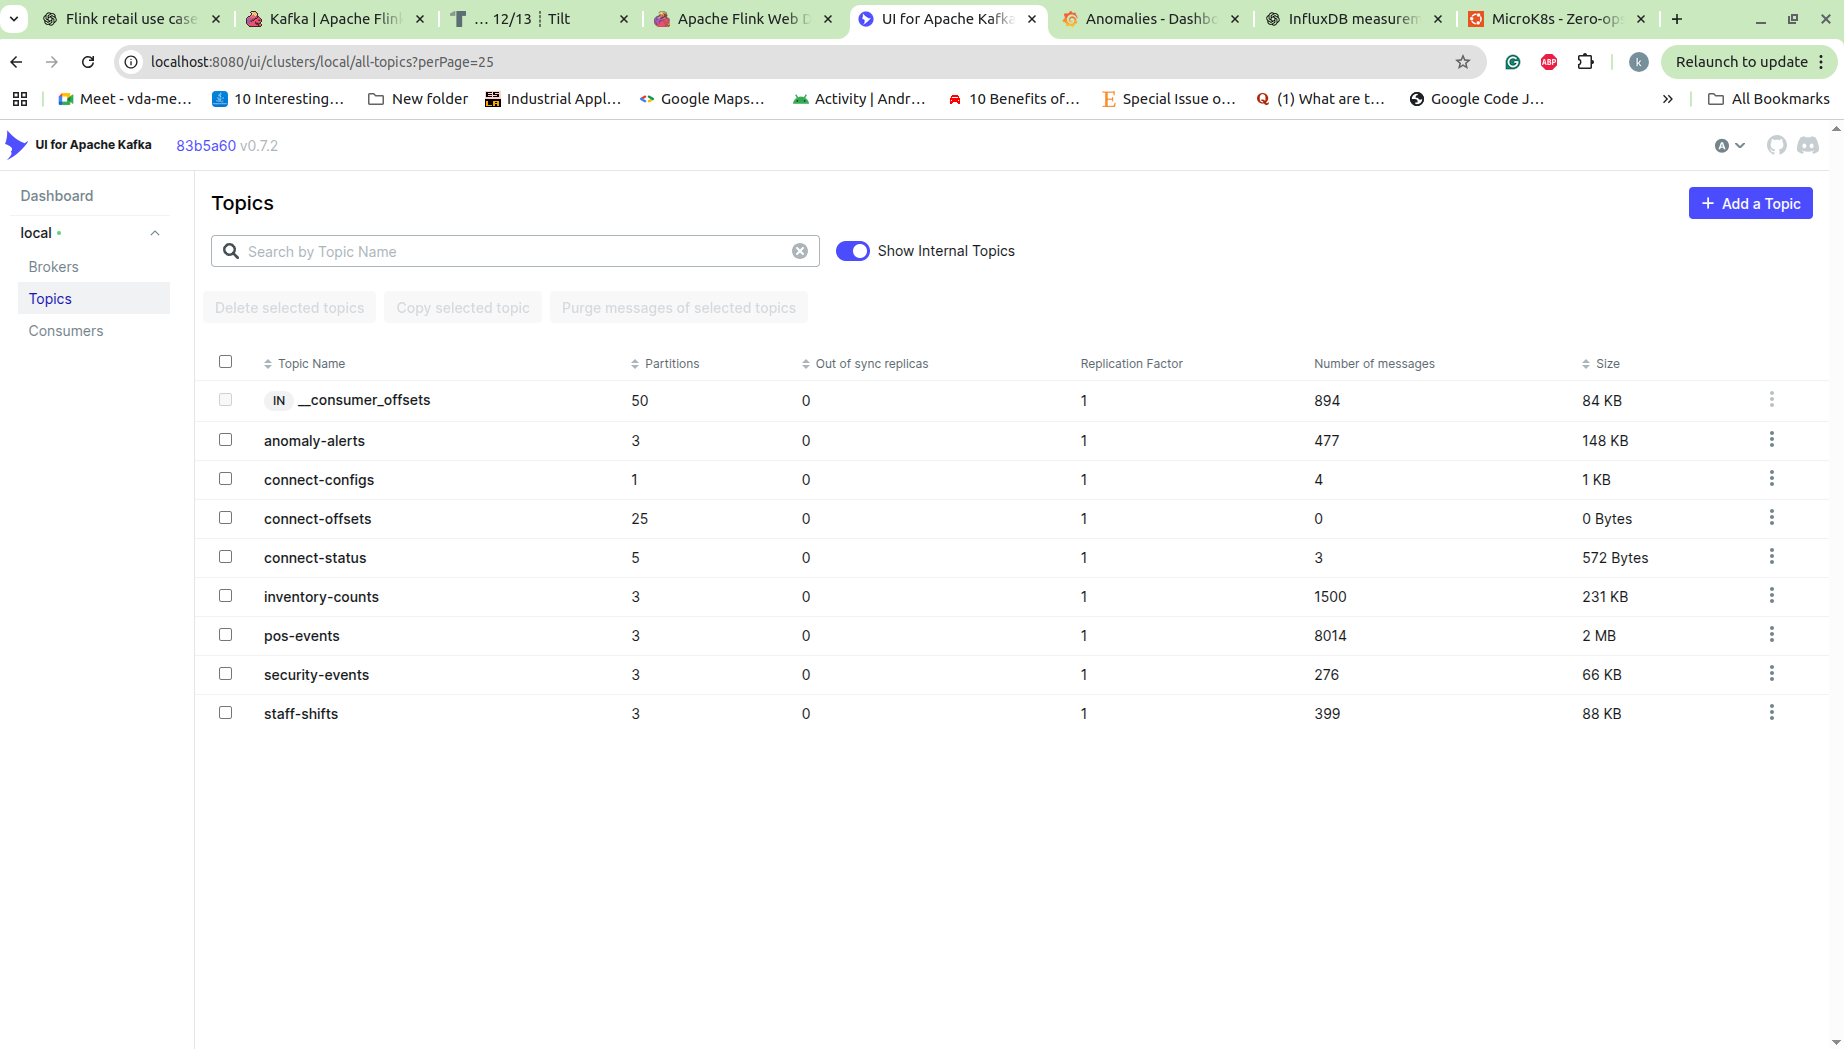 Flink retail use case
Kafka | Apache Flink
... 12/13 ┊ Tilt
Apache Flink Web D
UI for Apache Kafka
Anomalies - Dashbo
InfluxDB measurem
MicroK8s - Zero-op
localhost:8080/ui/clusters/local/all-topics?perPage=25
ABP
k
Relaunch to update
Meet - vda-me...
10 Interesting...
New folder
Industrial Appl...
Google Maps...
Activity | Andr...
10 Benefits of...
Special Issue o...
(1) What are t...
Google Code J...
All Bookmarks
UI for Apache Kafka
83b5a60 v0.7.2
A
Dashboard
local
Brokers
Topics
Consumers
Topics
+ Add a Topic
Search by Topic Name
Show Internal Topics
Delete selected topics
Copy selected topic
Purge messages of selected topics
Topic Name Partitions Out of sync replicas Replication Factor Number of messages Size
IN __consumer_offsets 50 0 1 894 84 KB
anomaly-alerts 3 0 1 477 148 KB
connect-configs 1 0 1 4 1 KB
connect-offsets 25 0 1 0 0 Bytes
connect-status 5 0 1 3 572 Bytes
inventory-counts 3 0 1 1500 231 KB
pos-events 3 0 1 8014 2 MB
security-events 3 0 1 276 66 KB
staff-shifts 3 0 1 399 88 KB